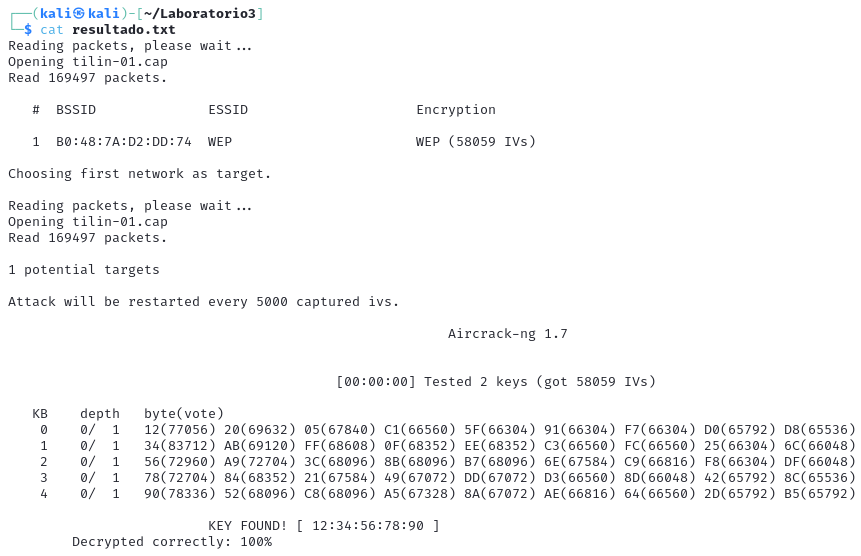 ┌──(kali㉿kali)-[~/Laboratorio3]
└─$ cat resultado.txt
Reading packets, please wait...
Opening tilin-01.cap
Read 169497 packets.
# BSSID ESSID Encryption
1 B0:48:7A:D2:DD:74 WEP WEP (58059 IVs)
Choosing first network as target.
Reading packets, please wait...
Opening tilin-01.cap
Read 169497 packets.
1 potential targets
Attack will be restarted every 5000 captured ivs.
Aircrack-ng 1.7
[00:00:00] Tested 2 keys (got 58059 IVs)
KB depth byte(vote)
0 0/ 1 12(77056) 20(69632) 05(67840) C1(66560) 5F(66304) 91(66304) F7(66304) D0(65792) D8(65536)
1 0/ 1 34(83712) AB(69120) FF(68608) 0F(68352) EE(68352) C3(66560) FC(66560) 25(66304) 6C(66048)
2 0/ 1 56(72960) A9(72704) 3C(68096) 8B(68096) B7(68096) 6E(67584) C9(66816) F8(66304) DF(66048)
3 0/ 1 78(72704) 84(68352) 21(67584) 49(67072) DD(67072) D3(66560) 8D(66048) 42(65792) 8C(65536)
4 0/ 1 90(78336) 52(68096) C8(68096) A5(67328) 8A(67072) AE(66816) 64(66560) 2D(65792) B5(65792)
KEY FOUND! [ 12:34:56:78:90 ]
Decrypted correctly: 100%